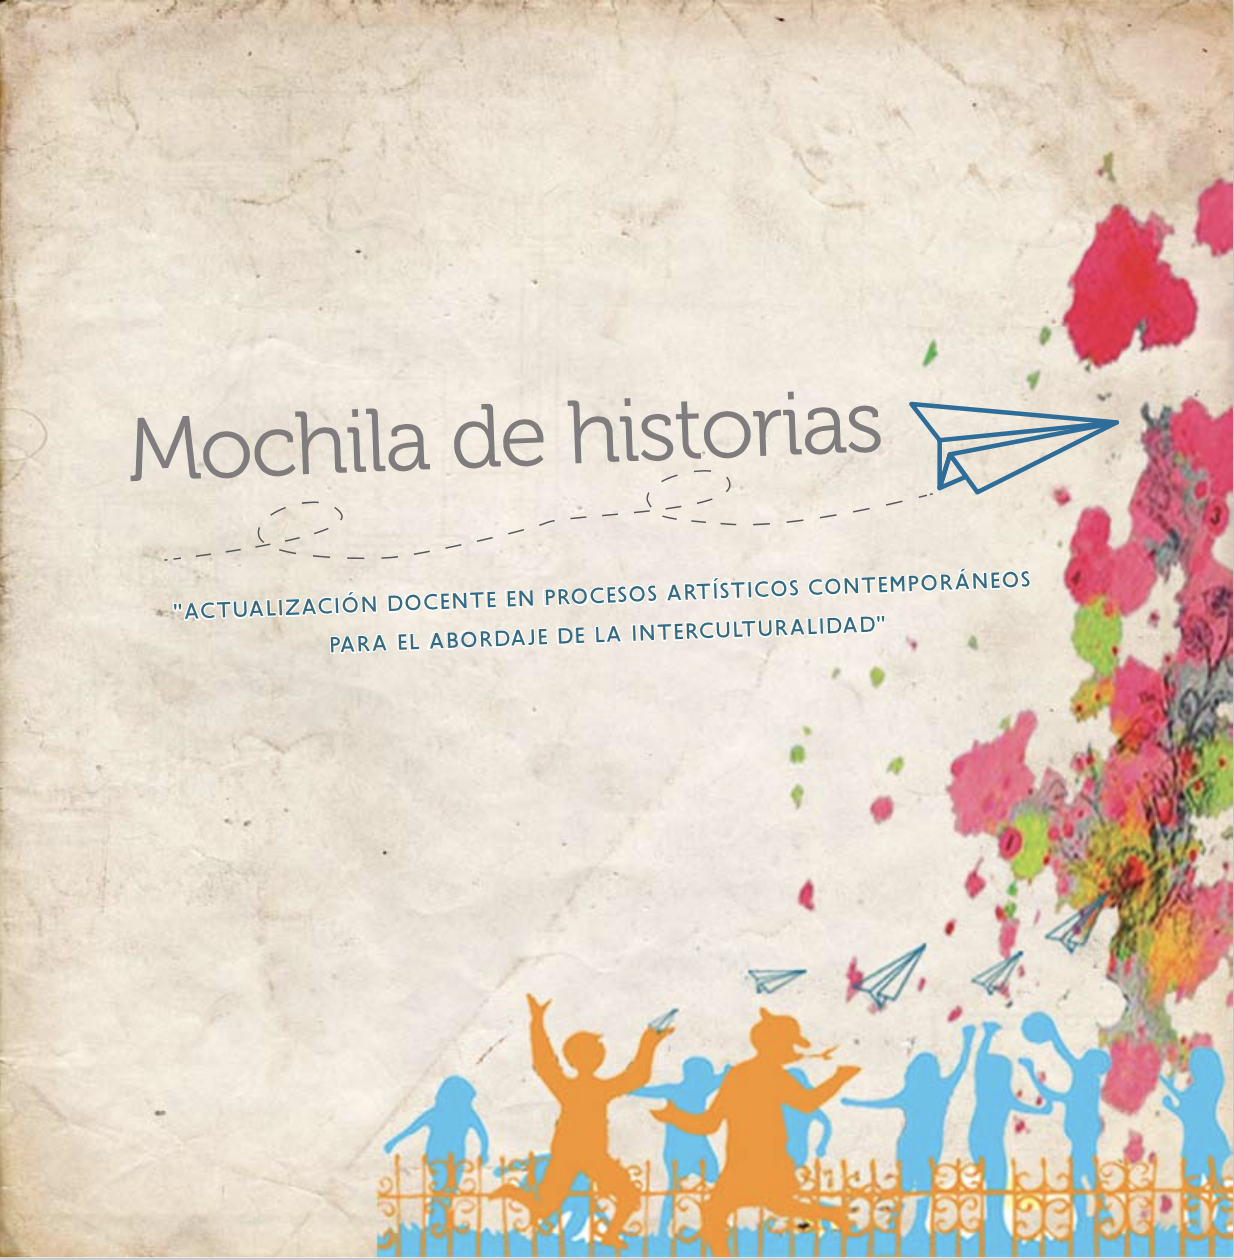 Mochila de historias
"ACTUALIZACIÓN DOCENTE EN PROCESOS ARTÍSTICOS CONTEMPORÁNEOS
PARA EL ABORDAJE DE LA INTERCULTURALIDAD"